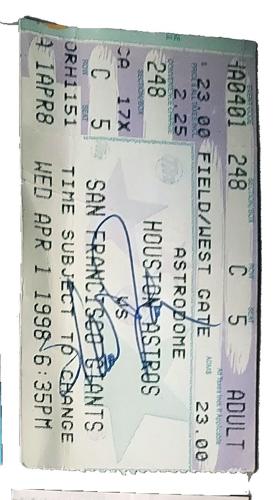 HA0401 248 C 5 ADULT
$ 23.00 FIELD/WEST GATE 23.00
2.25 ASTRODOME
248 HOUSTON ASTROS
CA 17X VS
C 5 SAN FRANCISCO GIANTS
ORH1151 TIME SUBJECT TO CHANGE
A 1APR8 WED APR 1 1998 6:35PM